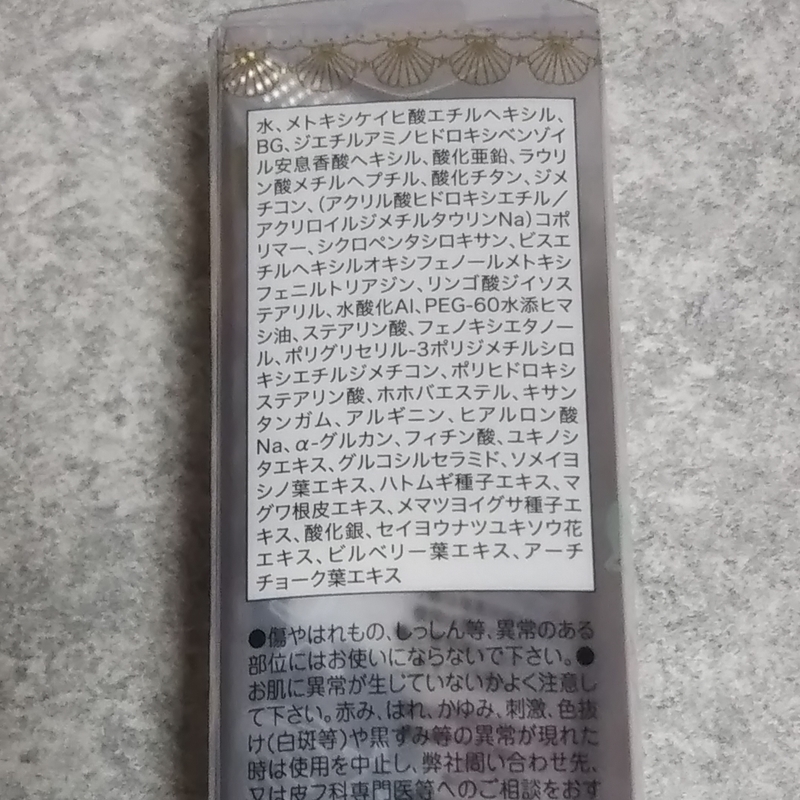 水、メトキシケイヒ酸エチルヘキシル、
BG、ジエチルアミノヒドロキシベンゾイ
ル安息香酸ヘキシル、酸化亜鉛、ラウリ
ン酸メチルヘプチル、酸化チタン、ジメ
チコン、(アクリル酸ヒドロキシエチル/
アクリロイルジメチルタウリンNa)コポ
リマー、シクロペンタシロキサン、ビスエ
チルヘキシルオキシフェノールメトキシ
フェニルトリアジン、リンゴ酸ジイソス
テアリル、水酸化Al、PEG-60水添ヒマ
シ油、ステアリン酸、フェノキシエタノー
ル、ポリグリセリル-3ポリジメチルシロ
キシエチルジメチコン、ポリヒドロキシ
ステアリン酸、ホホバエステル、キサン
タンガム、アルギニン、ヒアルロン酸
Na、α-グルカン、フィチン酸、ユキノシ
タエキス、グルコシルセラミド、ソメイヨ
シノ葉エキス、ハトムギ種子エキス、マ
グワ根皮エキス、メマツヨイグサ種子エ
キス、酸化銀、セイヨウナツユキソウ花
エキス、ビルベリー葉エキス、アーチ
チョーク葉エキス
●傷やはれもの、しっしん等、異常のある
部位にはお使いにならないで下さい。●
お肌に異常が生じていないかよく注意し
て下さい。赤み、はれ、かゆみ、刺激、色抜
け(白斑等)や黒ずみ等の異常が現れた
時は使用を中止し、弊社問い合わせ先、
又は皮フ科専門医等へのご相談をおす